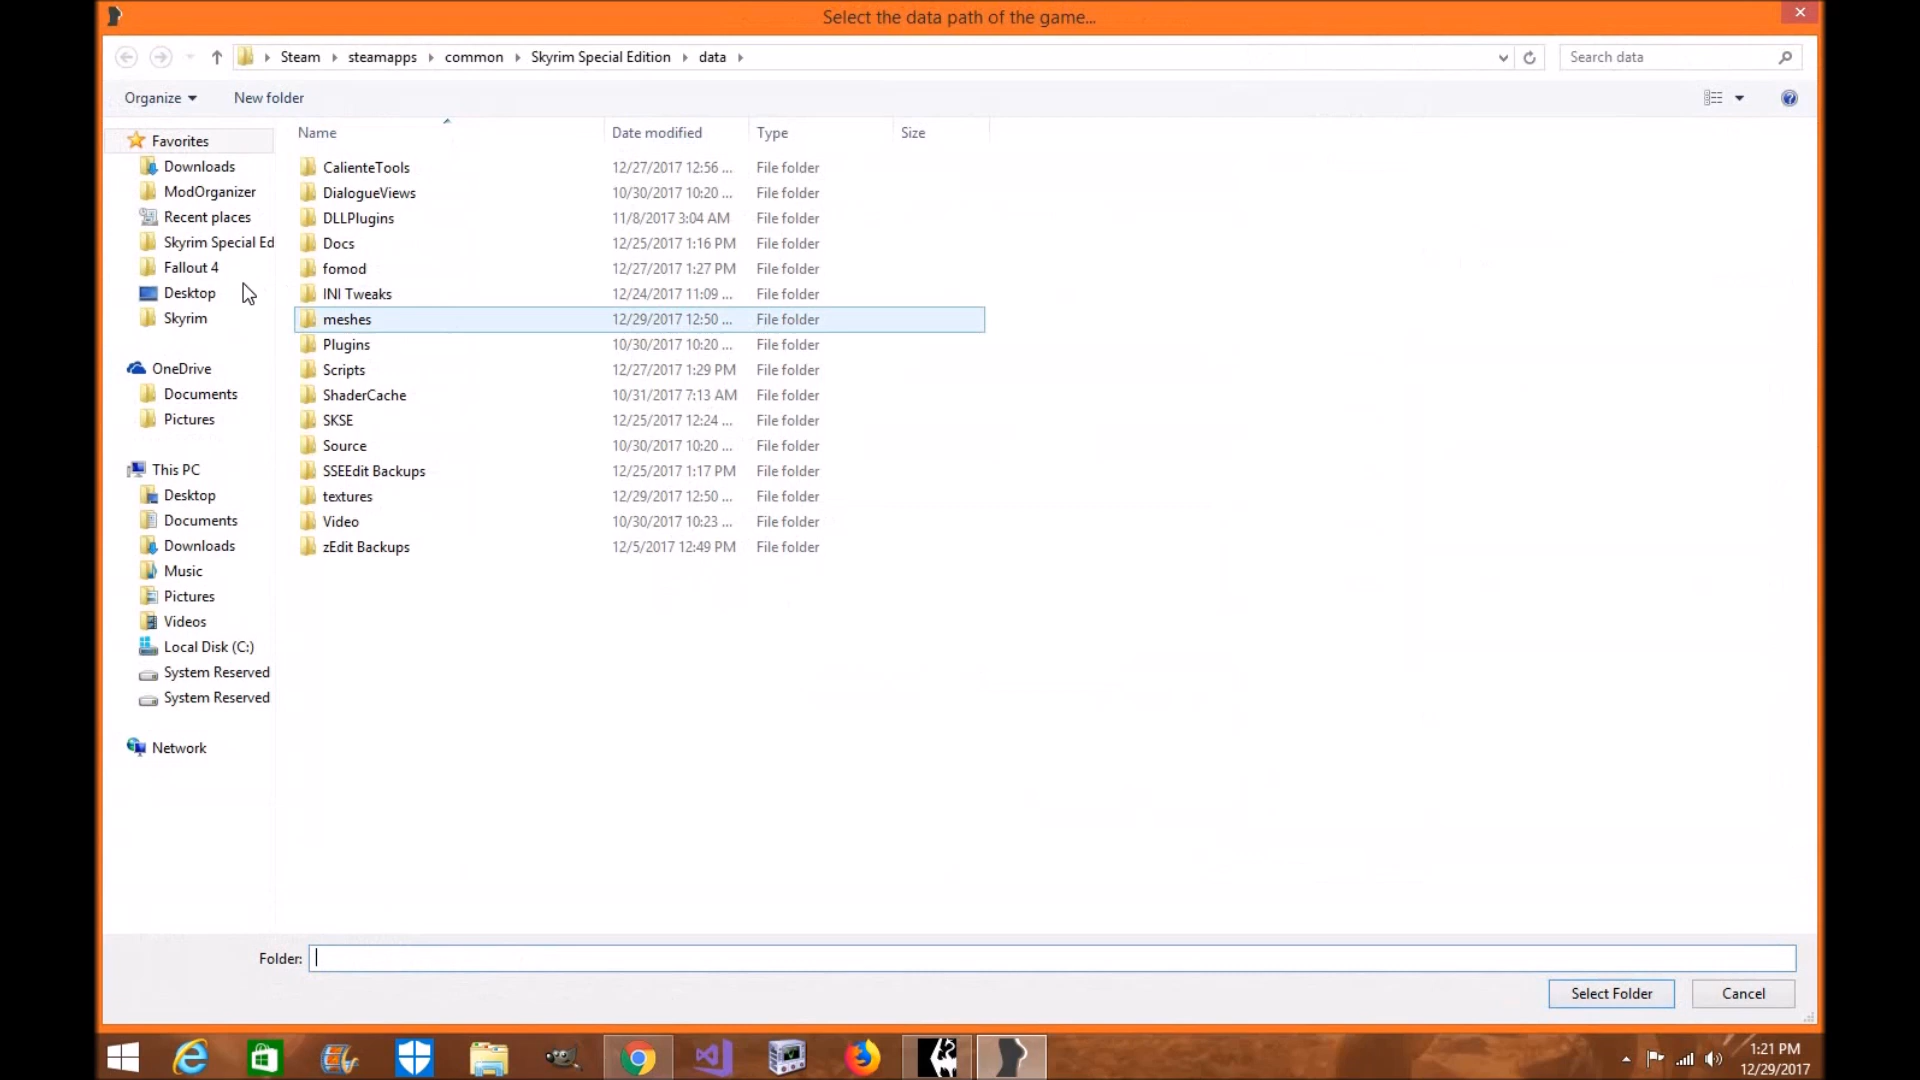 Select the data path of the game...
Steam steamapps common Skyrim Special Edition data
Search data
Organize New folder
Name Date modified Type Size
Favorites
Downloads
ModOrganizer
Recent places
Skyrim Special Ed
Fallout 4
Desktop
Skyrim
OneDrive
Documents
Pictures
This PC
Desktop
Documents
Downloads
Music
Pictures
Videos
Local Disk (C:)
System Reserved
System Reserved
Network
CalienteTools 12/27/2017 12:56 ... File folder
DialogueViews 10/30/2017 10:20 ... File folder
DLLPlugins 11/8/2017 3:04 AM File folder
Docs 12/25/2017 1:16 PM File folder
fomod 12/27/2017 1:27 PM File folder
INI Tweaks 12/24/2017 11:09 ... File folder
meshes 12/29/2017 12:50 ... File folder
Plugins 10/30/2017 10:20 ... File folder
Scripts 12/27/2017 1:29 PM File folder
ShaderCache 10/31/2017 7:13 AM File folder
SKSE 12/25/2017 12:24 ... File folder
Source 10/30/2017 10:20 ... File folder
SSEEdit Backups 12/25/2017 1:17 PM File folder
textures 12/29/2017 12:50 ... File folder
Video 10/30/2017 10:23 ... File folder
zEdit Backups 12/5/2017 12:49 PM File folder
Folder:
Select Folder Cancel
1:21 PM
12/29/2017